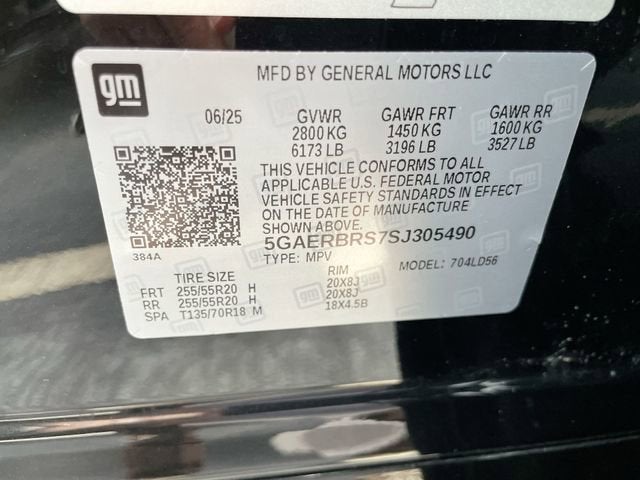 gm
MFD BY GENERAL MOTORS LLC
06/25 GVWR GAWR FRT GAWR RR
2800 KG 1450 KG 1600 KG
6173 LB 3196 LB 3527 LB
THIS VEHICLE CONFORMS TO ALL
APPLICABLE U.S. FEDERAL MOTOR
VEHICLE SAFETY STANDARDS IN EFFECT
ON THE DATE OF MANUFACTURE
SHOWN ABOVE.
5GAERBRS7SJ305490
384A
TYPE: MPV MODEL: 704LD56
TIRE SIZE RIM
FRT 255/55R20 H 20X8J
RR 255/55R20 H 20X8J
SPA T135/70R18 M 18X4.5B